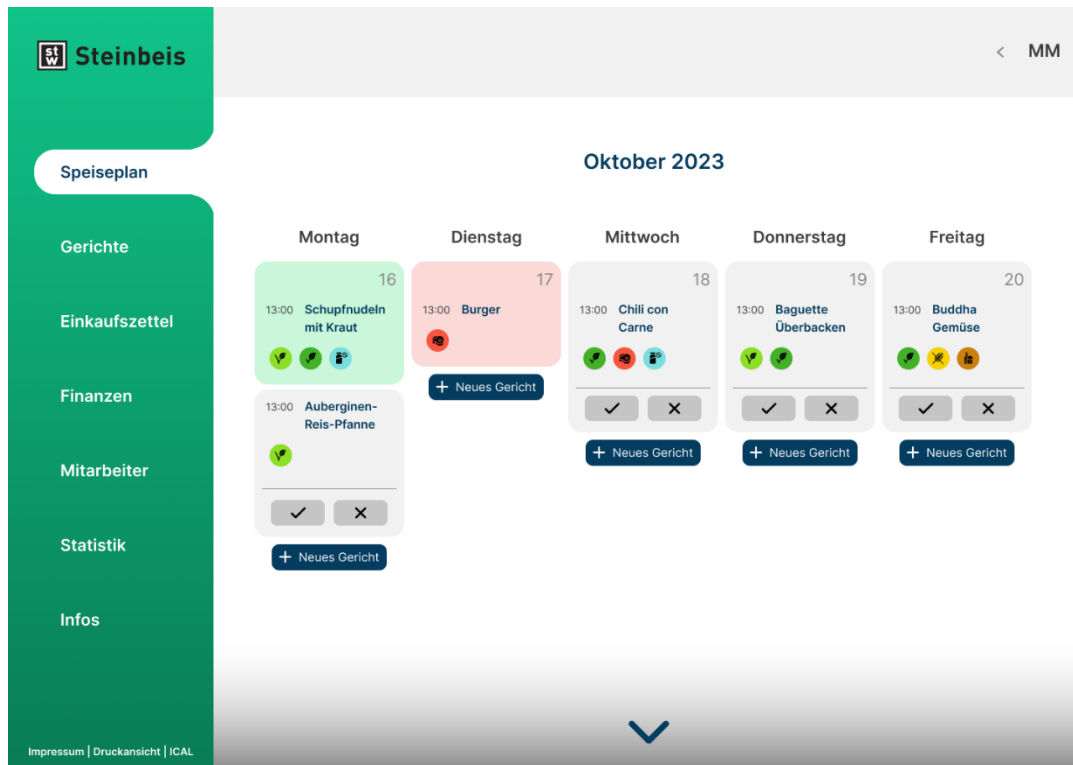 st
w
Steinbeis
< MM
Speiseplan
Gerichte
Einkaufszettel
Finanzen
Mitarbeiter
Statistik
Infos
Impressum | Druckansicht | ICAL
Oktober 2023
Montag
16
13:00 Schupfnudeln
mit Kraut
13:00 Auberginen-
Reis-Pfanne
+ Neues Gericht
Dienstag
17
13:00 Burger
+ Neues Gericht
Mittwoch
18
13:00 Chili con
Carne
+ Neues Gericht
Donnerstag
19
13:00 Baguette
Überbacken
+ Neues Gericht
Freitag
20
13:00 Buddha
Gemüse
+ Neues Gericht